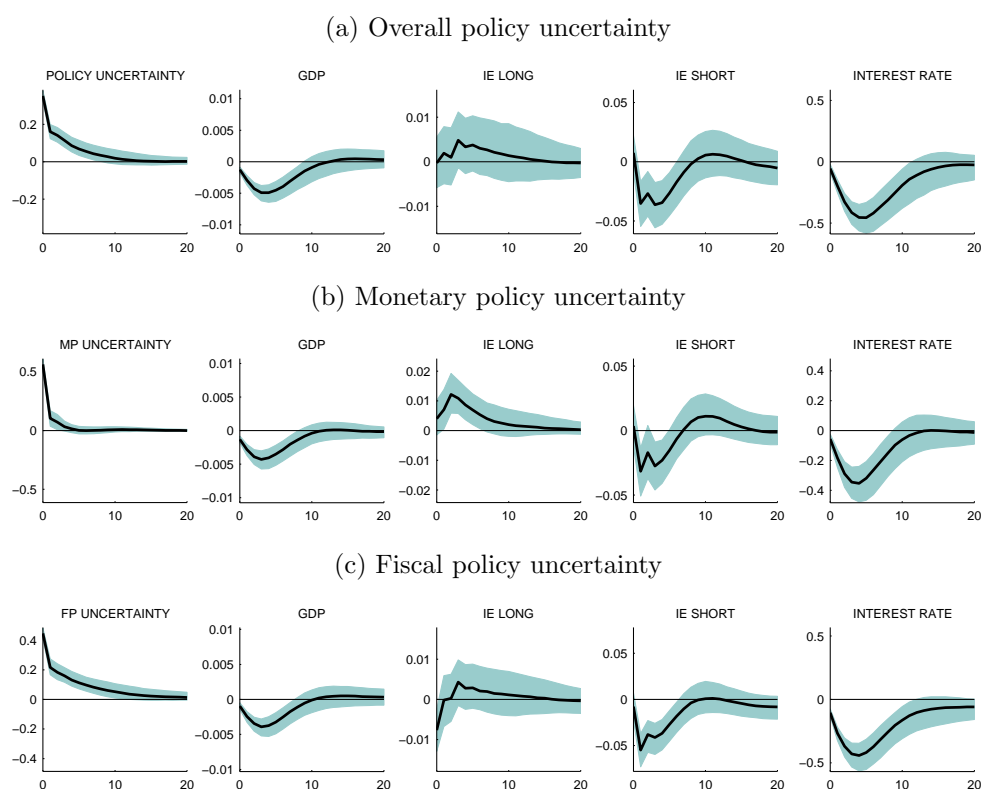 (a) Overall policy uncertainty
POLICY UNCERTAINTY GDP IE LONG IE SHORT INTEREST RATE
0.2 0 −0.2 0 10 20
0.01 0.005 0 −0.005 −0.01 0 10 20
0.01 0 −0.01 0 10 20
0.05 0 −0.05 0 10 20
0.5 0 −0.5 0 10 20
(b) Monetary policy uncertainty
MP UNCERTAINTY GDP IE LONG IE SHORT INTEREST RATE
0.5 0 −0.5 0 10 20
0.01 0.005 0 −0.005 −0.01 0 10 20
0.02 0.01 0 −0.01 −0.02 0 10 20
0.05 0 −0.05 0 10 20
0.4 0.2 0 −0.2 −0.4 0 10 20
(c) Fiscal policy uncertainty
FP UNCERTAINTY GDP IE LONG IE SHORT INTEREST RATE
0.4 0.2 0 −0.2 −0.4 0 10 20
0.01 0.005 0 −0.005 −0.01 0 10 20
0.01 0 −0.01 0 10 20
0.05 0 −0.05 0 10 20
0.5 0 −0.5 0 10 20